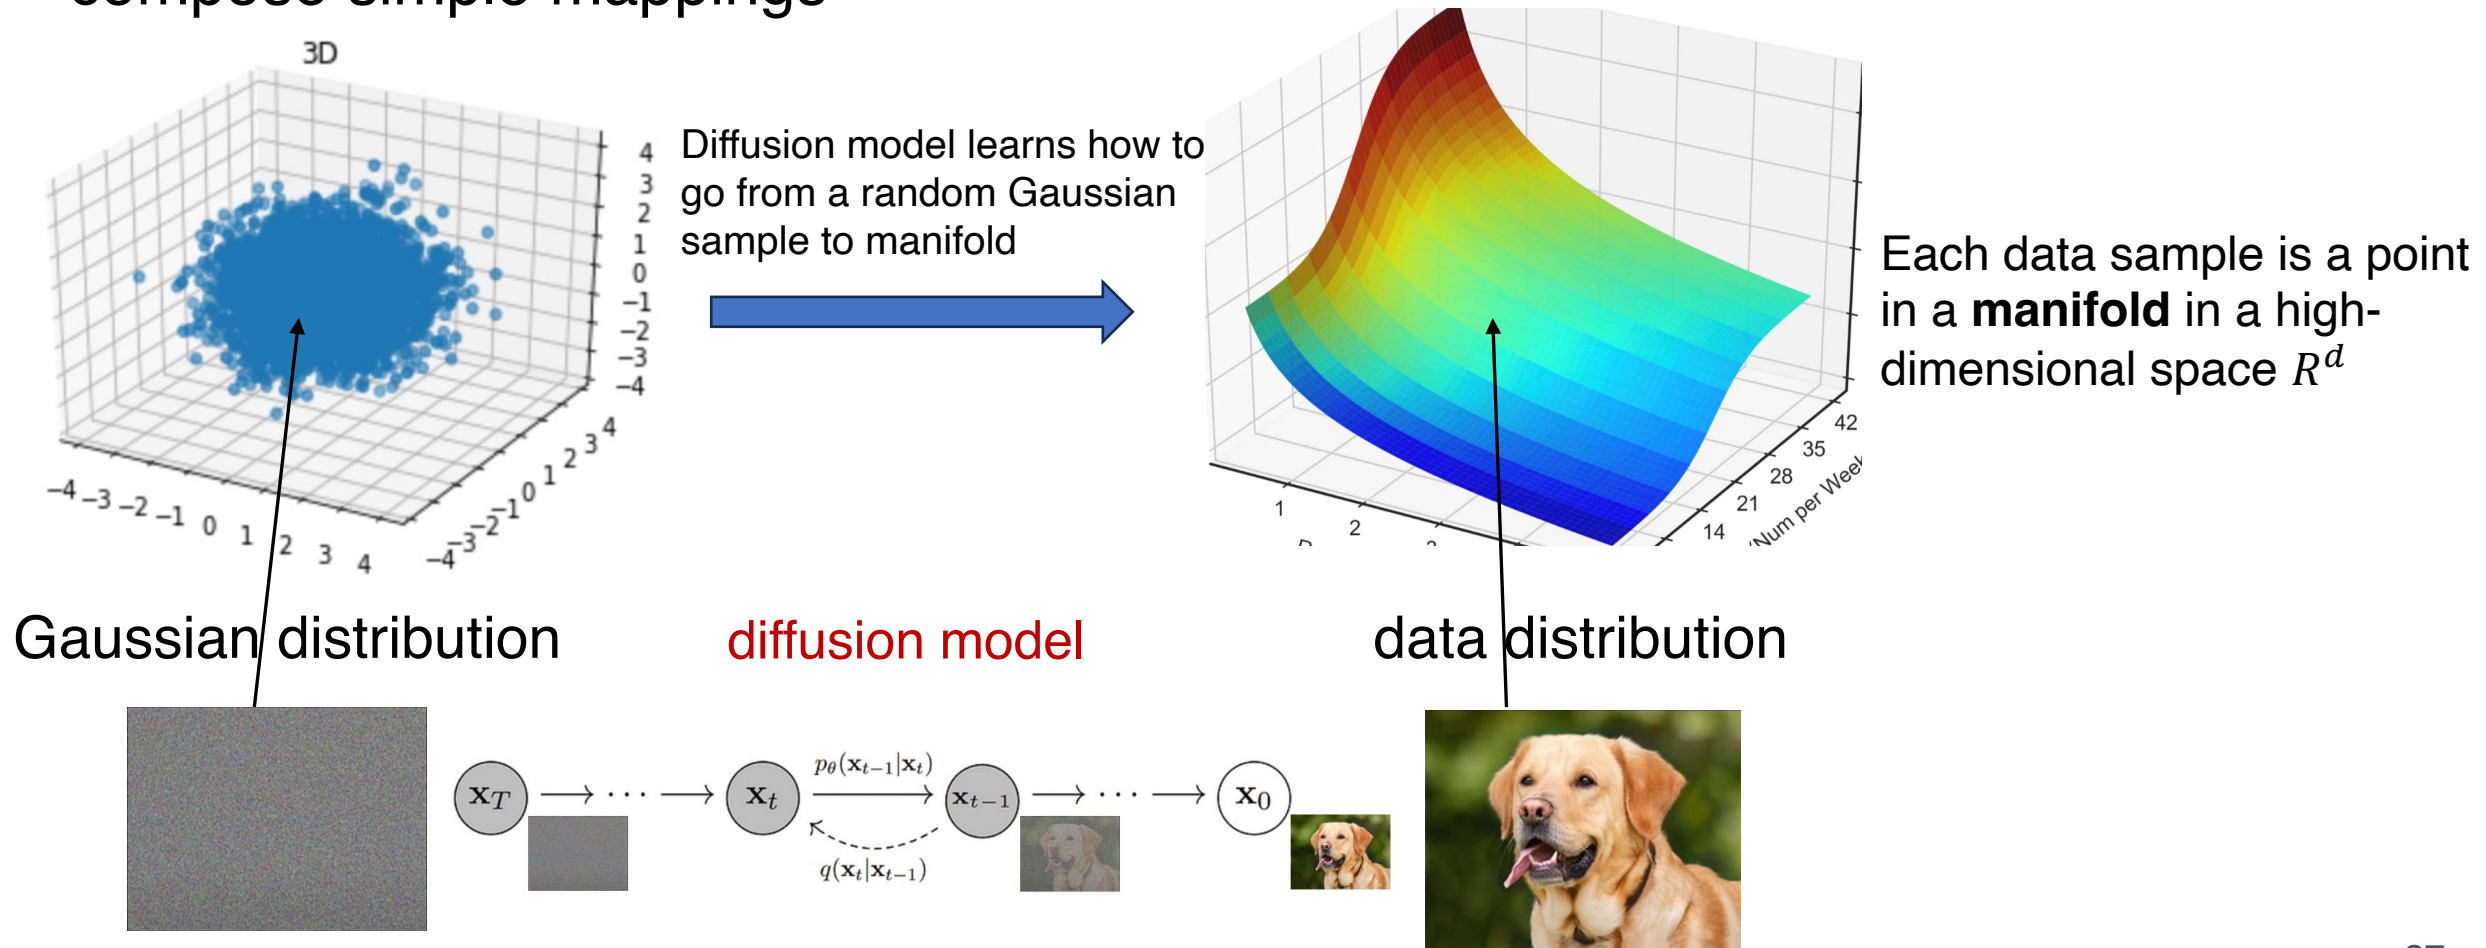 compose simple mappings
3D
4
3
2
1
0
−1
−2
−3
−4
−4 −3 −2 −1 0 1 2 3 4
−4 −3 −2 −1 0 1 2 3 4
Diffusion model learns how to
go from a random Gaussian
sample to manifold
1 2
14 21 28 35 42
Num per Week
Each data sample is a point
in a manifold in a high-
dimensional space R^d
Gaussian distribution
diffusion model
data distribution
x_T → ··· → x_t p_θ(x_{t−1}|x_t) x_{t−1} → ··· → x_0
q(x_t|x_{t−1})